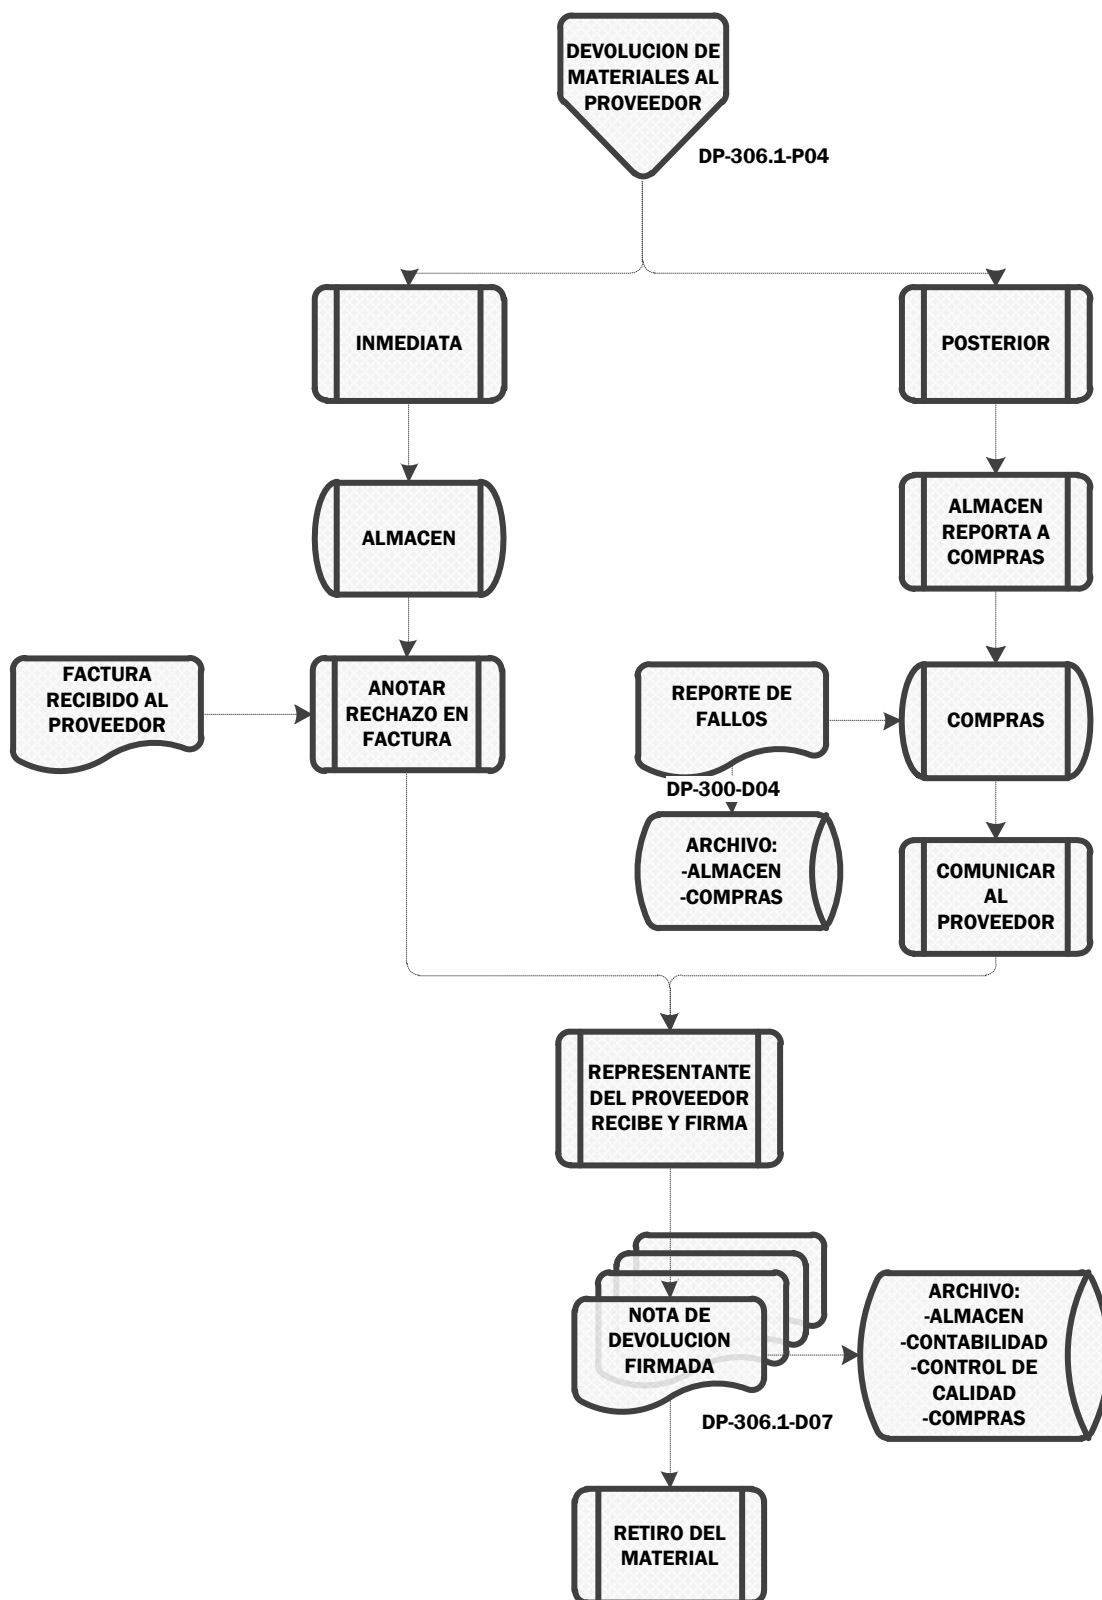 DEVOLUCION DE
MATERIALES AL
PROVEEDOR
DP-306.1-P04
INMEDIATA
POSTERIOR
ALMACEN
ALMACEN
REPORTA A
COMPRAS
FACTURA
RECIBIDO AL
PROVEEDOR
ANOTAR
RECHAZO EN
FACTURA
REPORTE DE
FALLOS
DP-300-D04
COMPRAS
ARCHIVO:
-ALMACEN
-COMPRAS
COMUNICAR
AL
PROVEEDOR
REPRESENTANTE
DEL PROVEEDOR
RECIBE Y FIRMA
NOTA DE
DEVOLUCION
FIRMADA
DP-306.1-D07
ARCHIVO:
-ALMACEN
-CONTABILIDAD
-CONTROL DE
CALIDAD
-COMPRAS
RETIRO DEL
MATERIAL